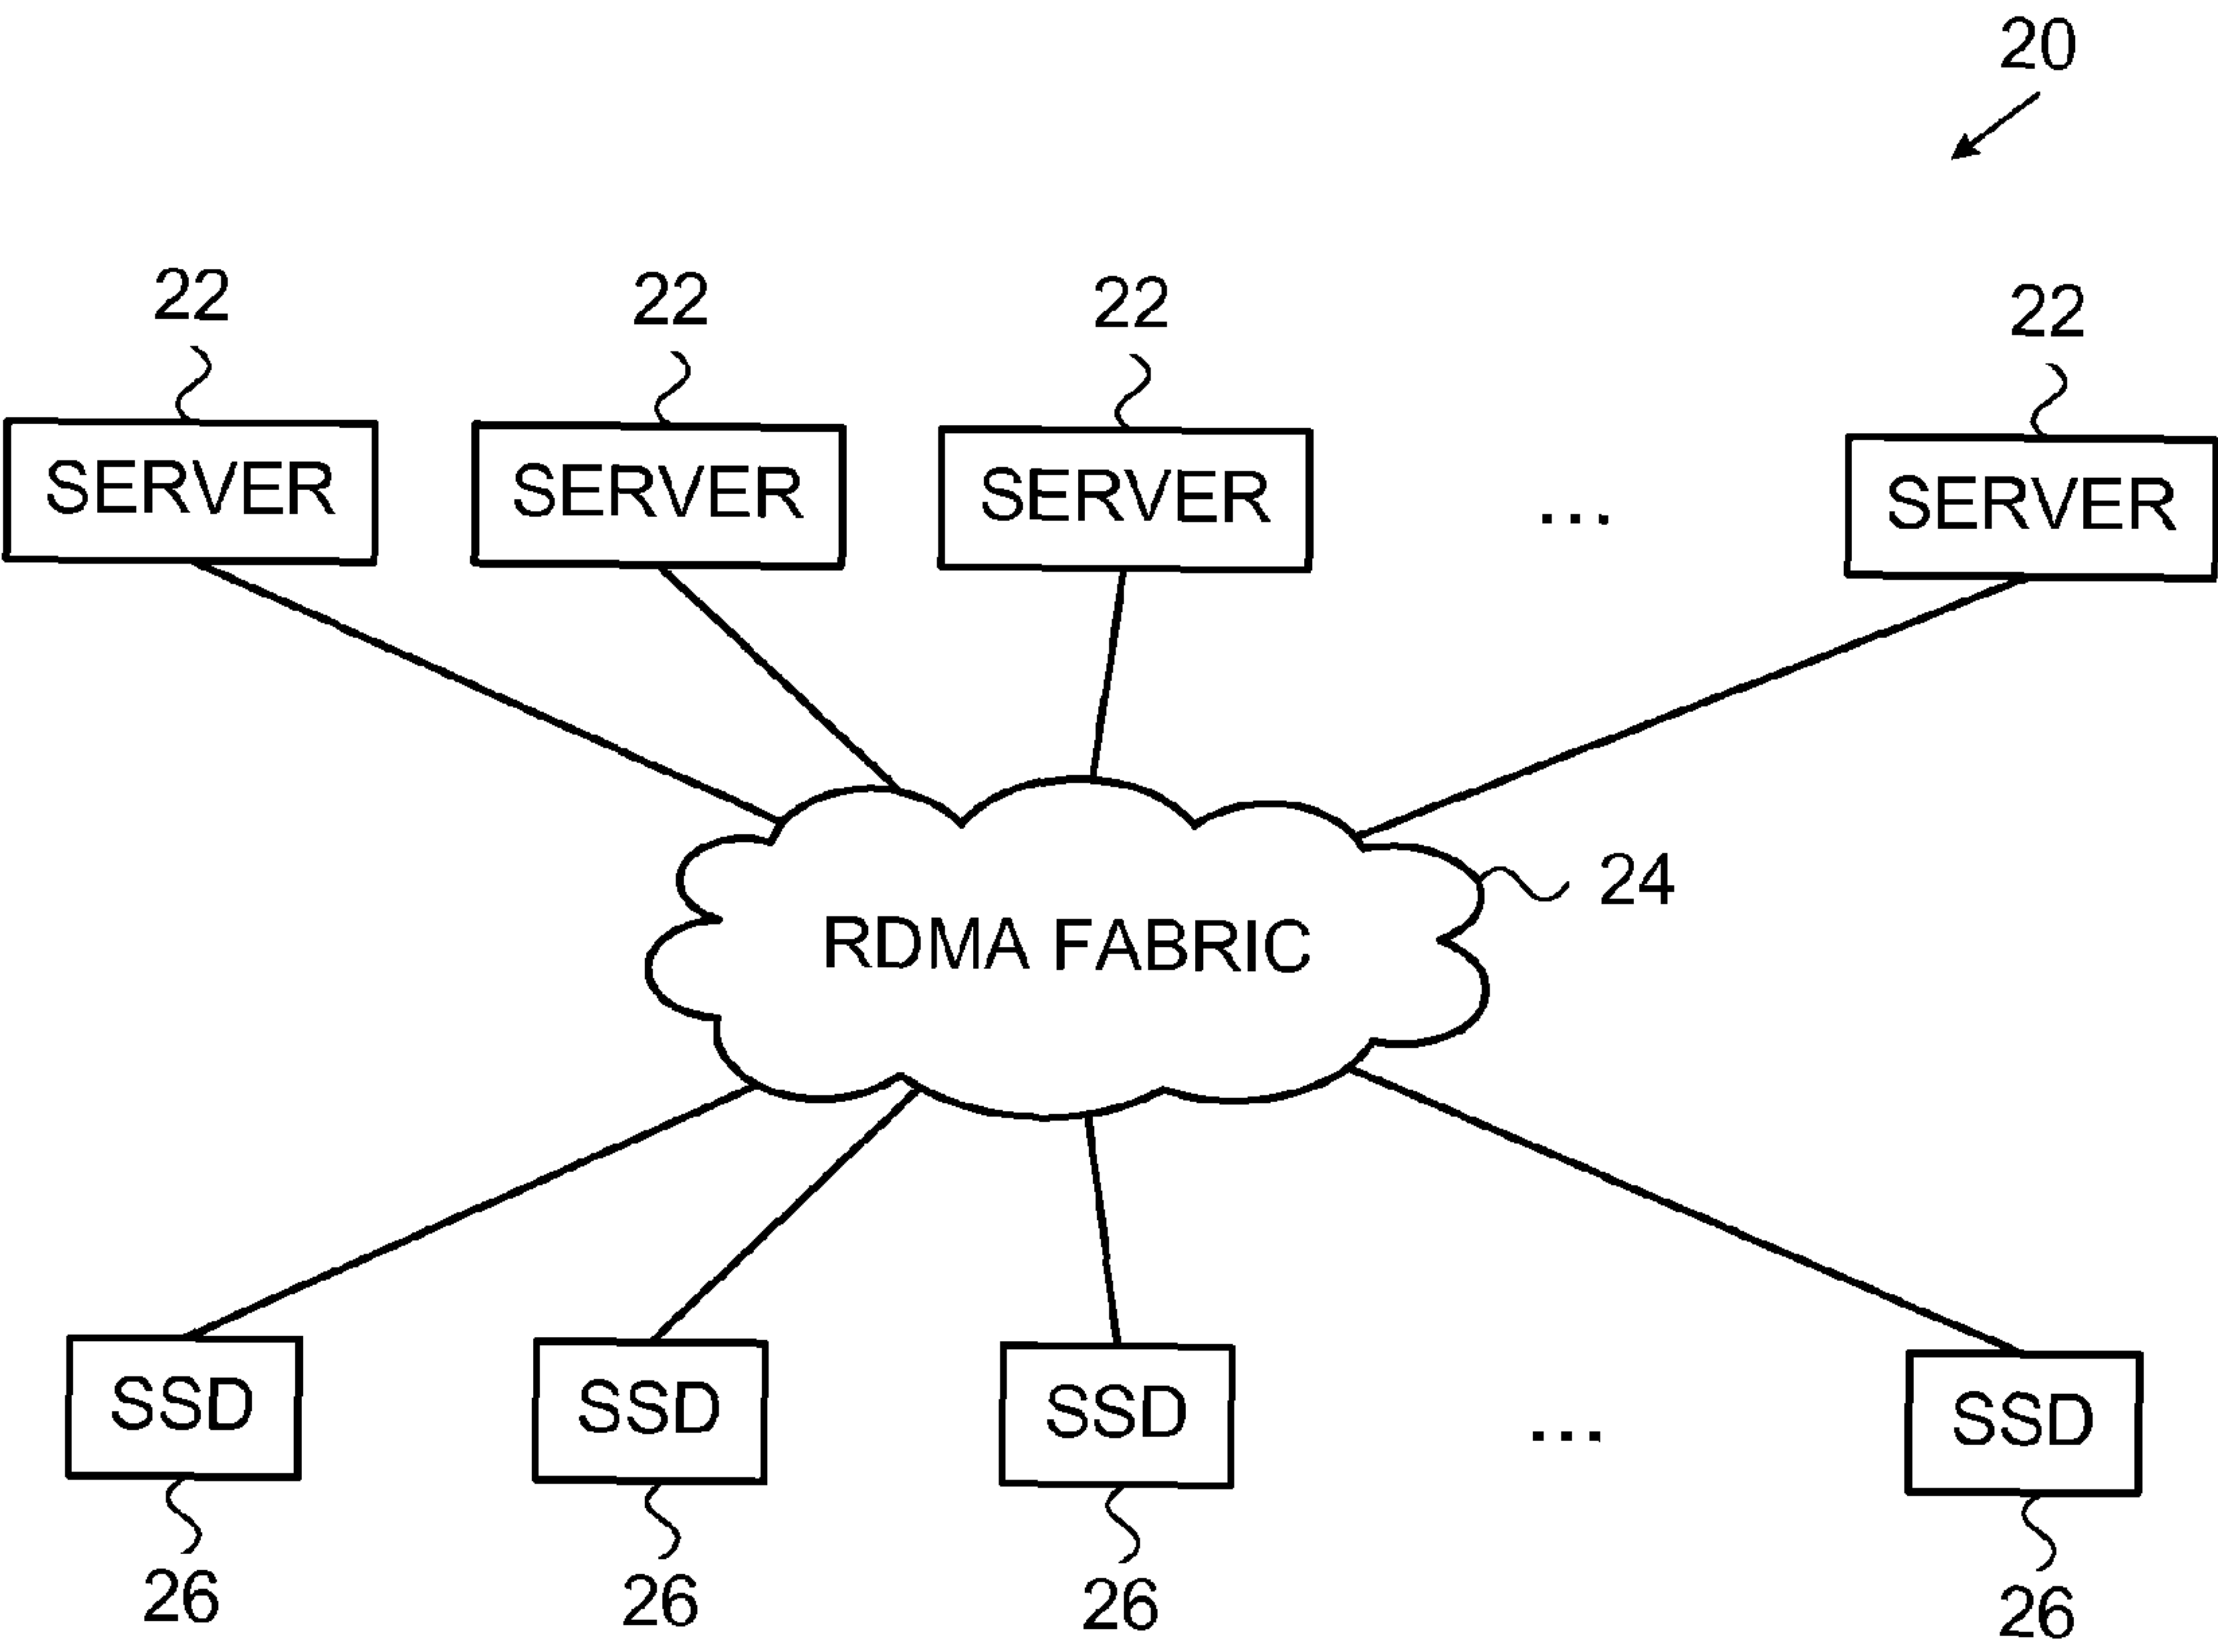 20
22 22 22 22
SERVER SERVER SERVER ... SERVER
24
RDMA FABRIC
SSD SSD SSD ... SSD
26 26 26 26